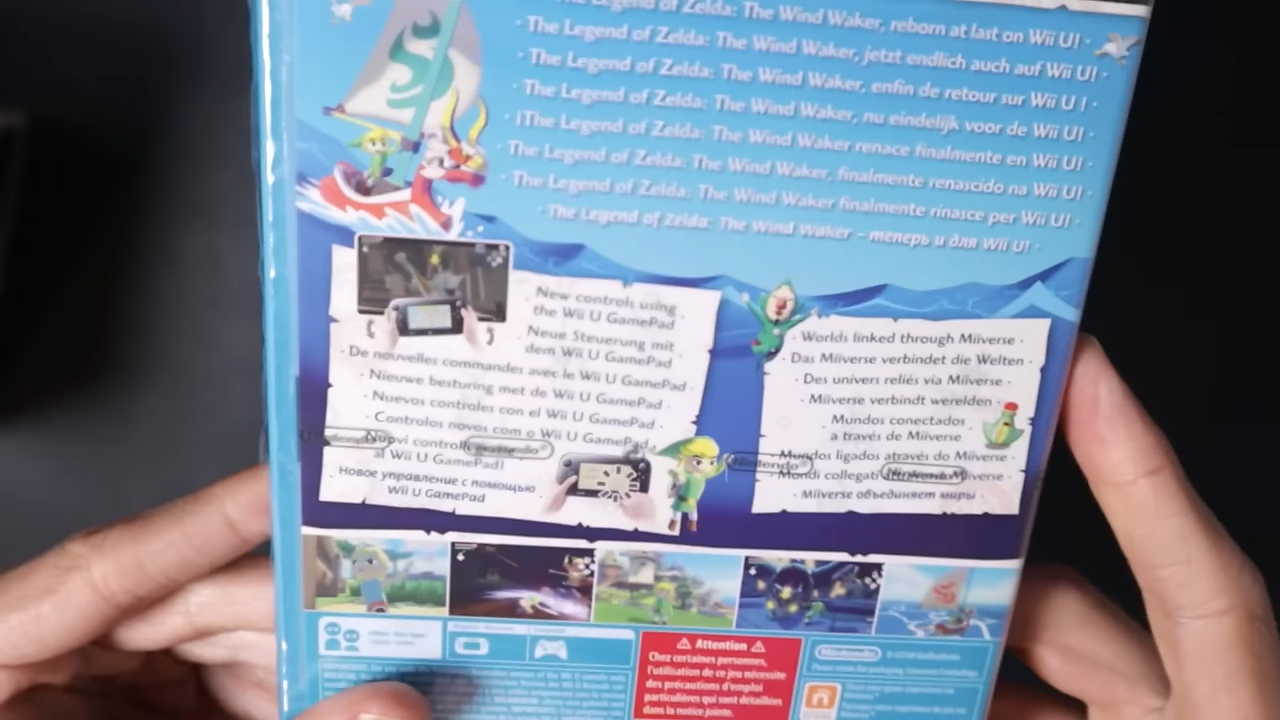 The Legend of Zelda: The Wind Waker, reborn at last on Wii U! ·
· The Legend of Zelda: The Wind Waker, jetzt endlich auch auf Wii U! ·
· The Legend of Zelda: The Wind Waker, enfin de retour sur Wii U ! ·
· The Legend of Zelda: The Wind Waker, nu eindelijk voor de Wii U! ·
· ¡The Legend of Zelda: The Wind Waker renace finalmente en Wii U! ·
· The Legend of Zelda: The Wind Waker, finalmente renascido na Wii U! ·
· The Legend of Zelda: The Wind Waker finalmente rinasce per Wii U! ·
· The Legend of Zelda: The Wind Waker – теперь и для Wii U! ·
· New controls using
the Wii U GamePad ·
· Neue Steuerung mit
dem Wii U GamePad ·
· De nouvelles commandes avec le Wii U GamePad ·
· Nieuwe besturing met de Wii U GamePad ·
· Nuevos controles con el Wii U GamePad ·
· Controlos novos com o Wii U GamePad ·
Nuovi controlli
al Wii U GamePad!
· Новое управление с помощью
Wii U GamePad
· Worlds linked through Miiverse ·
· Das Miiverse verbindet die Welten ·
· Des univers reliés via Miiverse ·
· Miiverse verbindt werelden ·
· Mundos conectados
a través de Miiverse ·
· Mundos ligados através do Miiverse ·
· Mondi collegati Miiverse ·
· Miiverse объединяет миры ·
Nintendo
Nintendo
Attention
Chez certaines personnes,
l'utilisation de ce jeu nécessite
des précautions d'emploi
particulières qui sont détaillées
dans la notice jointe.
Nintendo